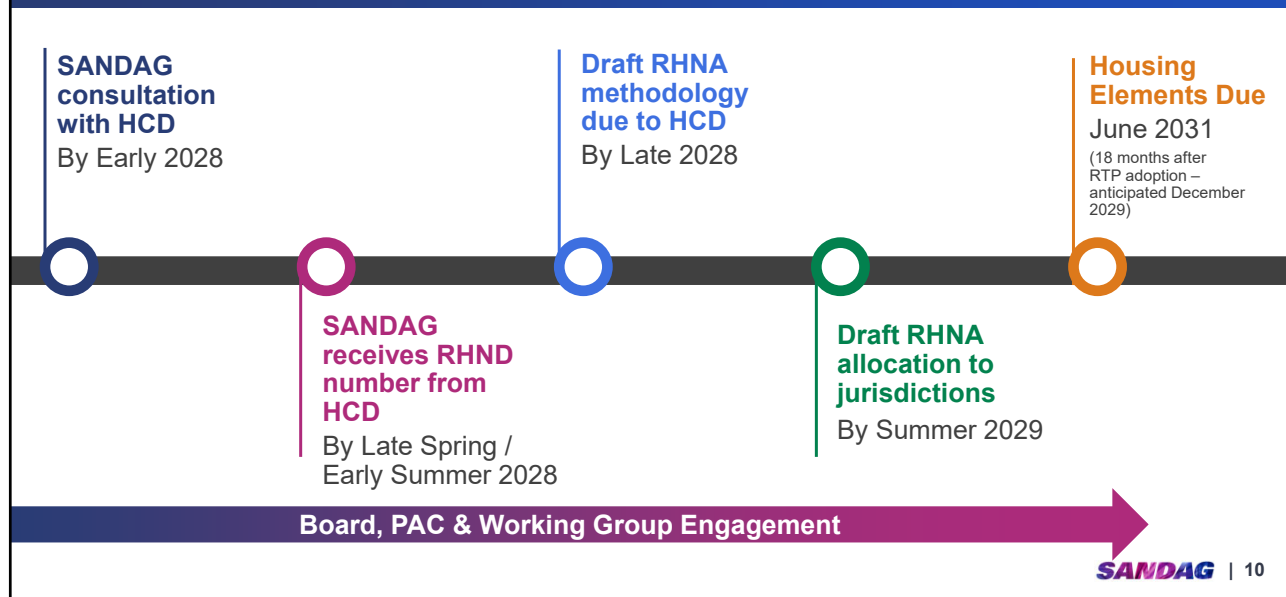 SANDAG
consultation
with HCD
By Early 2028
SANDAG
receives RHND
number from
HCD
By Late Spring /
Early Summer 2028
Draft RHNA
methodology
due to HCD
By Late 2028
Draft RHNA
allocation to
jurisdictions
By Summer 2029
Housing
Elements Due
June 2031
(18 months after
RTP adoption –
anticipated December
2029)
Board, PAC & Working Group Engagement
SANDAG | 10